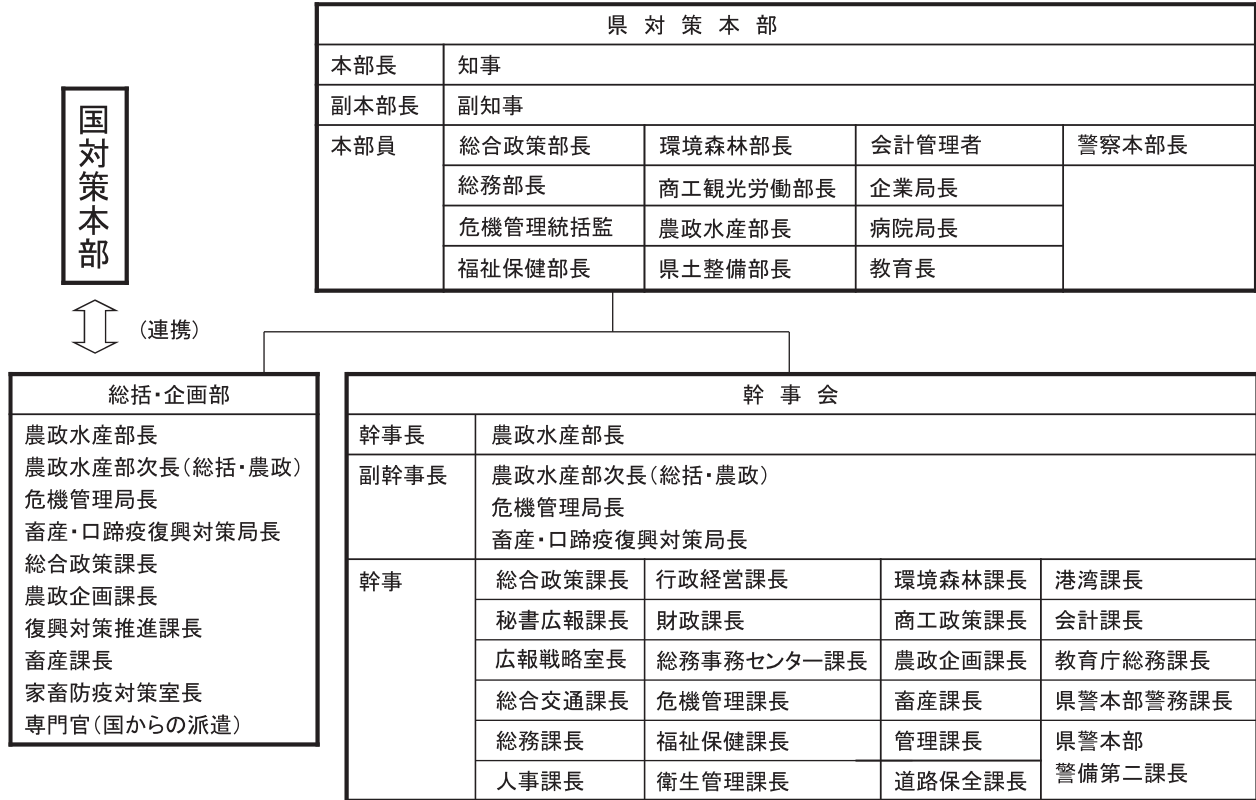 県対策本部
本部長 知事
副本部長 副知事
本部員 総合政策部長 環境森林部長 会計管理者 警察本部長
総務部長 商工観光労働部長 企業局長
危機管理統括監 農政水産部長 病院局長
福祉保健部長 県土整備部長 教育長
国対策本部
(連携)
総括・企画部
農政水産部長
農政水産部次長(総括・農政)
危機管理局長
畜産・口蹄疫復興対策局長
総合政策課長
農政企画課長
復興対策推進課長
畜産課長
家畜防疫対策室長
専門官(国からの派遣)
幹事会
幹事長 農政水産部長
副幹事長 農政水産部次長(総括・農政)
危機管理局長
畜産・口蹄疫復興対策局長
幹事 総合政策課長 行政経営課長 環境森林課長 港湾課長
秘書広報課長 財政課長 商工政策課長 会計課長
広報戦略室長 総務事務センター課長 農政企画課長 教育庁総務課長
総合交通課長 危機管理課長 畜産課長 県警本部警務課長
総務課長 福祉保健課長 管理課長 県警本部
人事課長 衛生管理課長 道路保全課長 警備第二課長